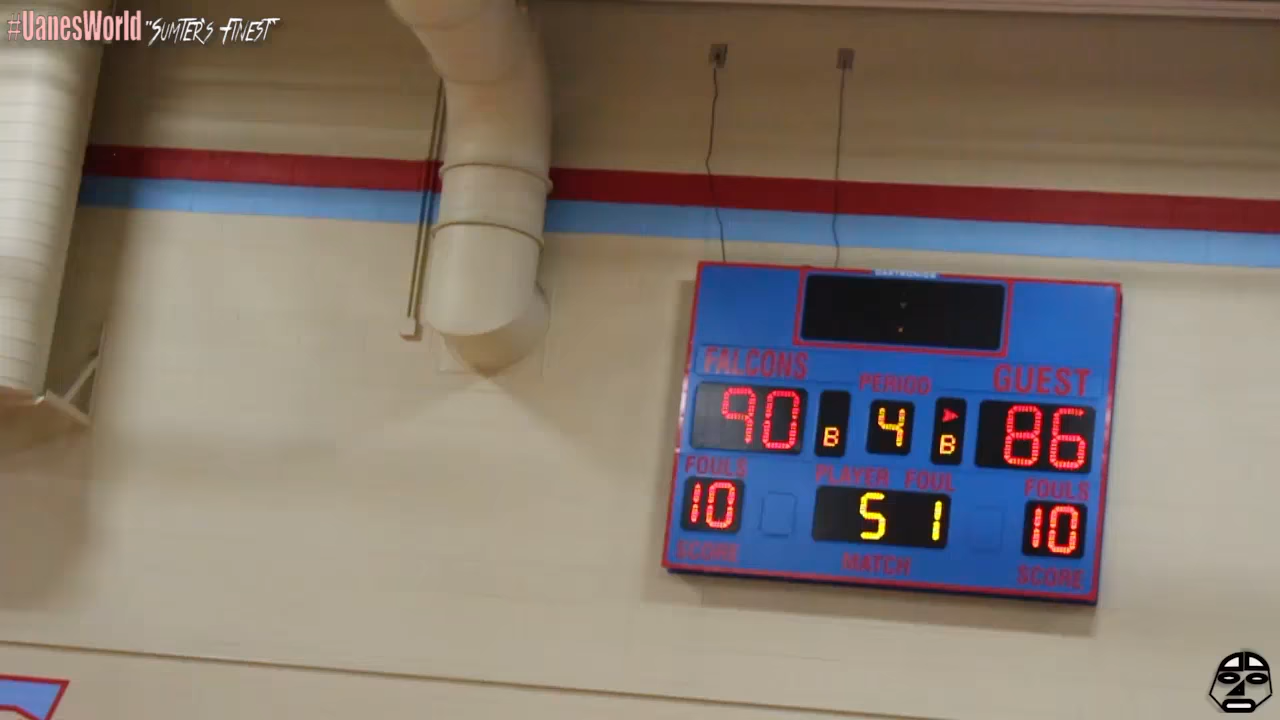 #UanesWorld "SUMTER'S FINEST"
DAKTRONICS
FALCONS PERIOD GUEST
90 B 4 B 86
FOULS PLAYER FOUL FOULS
10 5 1 10
SCORE MATCH SCORE